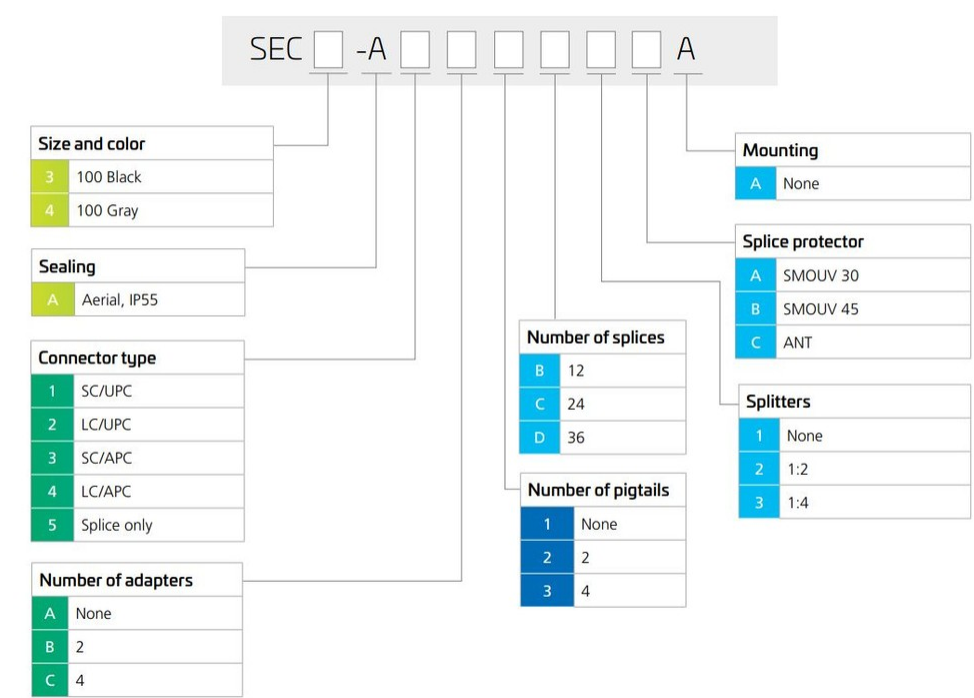 SEC -A A
Size and color
3 100 Black
4 100 Gray
Sealing
A Aerial, IP55
Connector type
1 SC/UPC
2 LC/UPC
3 SC/APC
4 LC/APC
5 Splice only
Number of adapters
A None
B 2
C 4
Number of splices
B 12
C 24
D 36
Number of pigtails
1 None
2 2
3 4
Mounting
A None
Splice protector
A SMOUV 30
B SMOUV 45
C ANT
Splitters
1 None
2 1:2
3 1:4